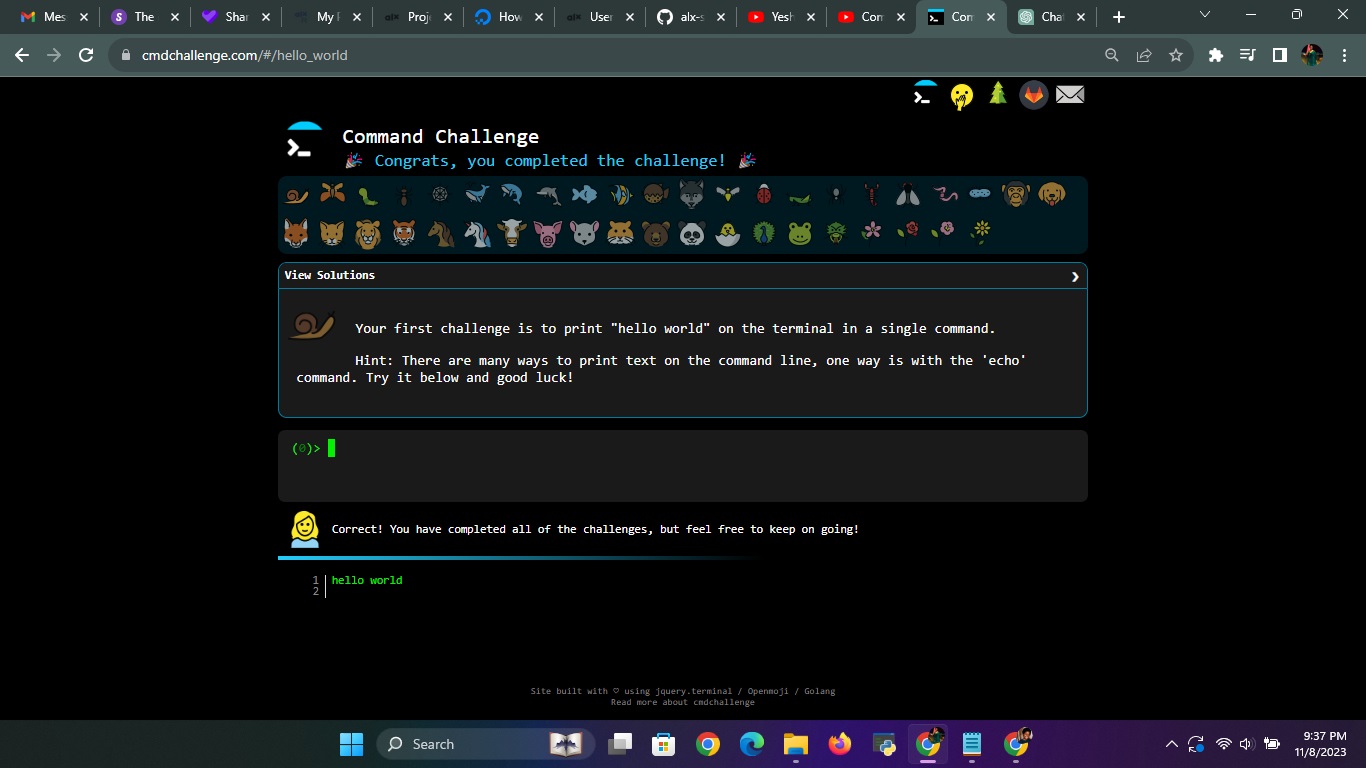 Mes
The
Shar
My
Proj
How
User
alx-s
Yesh
Con
Com
Cha
cmdchallenge.com/#/hello_world
Command Challenge
Congrats, you completed the challenge!
View Solutions
Your first challenge is to print "hello world" on the terminal in a single command.
Hint: There are many ways to print text on the command line, one way is with the 'echo'
command. Try it below and good luck!
(0)>
Correct! You have completed all of the challenges, but feel free to keep on going!
1 hello world
2
Site built with ♡ using jquery.terminal / Openmoji / Golang
Read more about cmdchallenge
Search
9:37 PM
11/8/2023